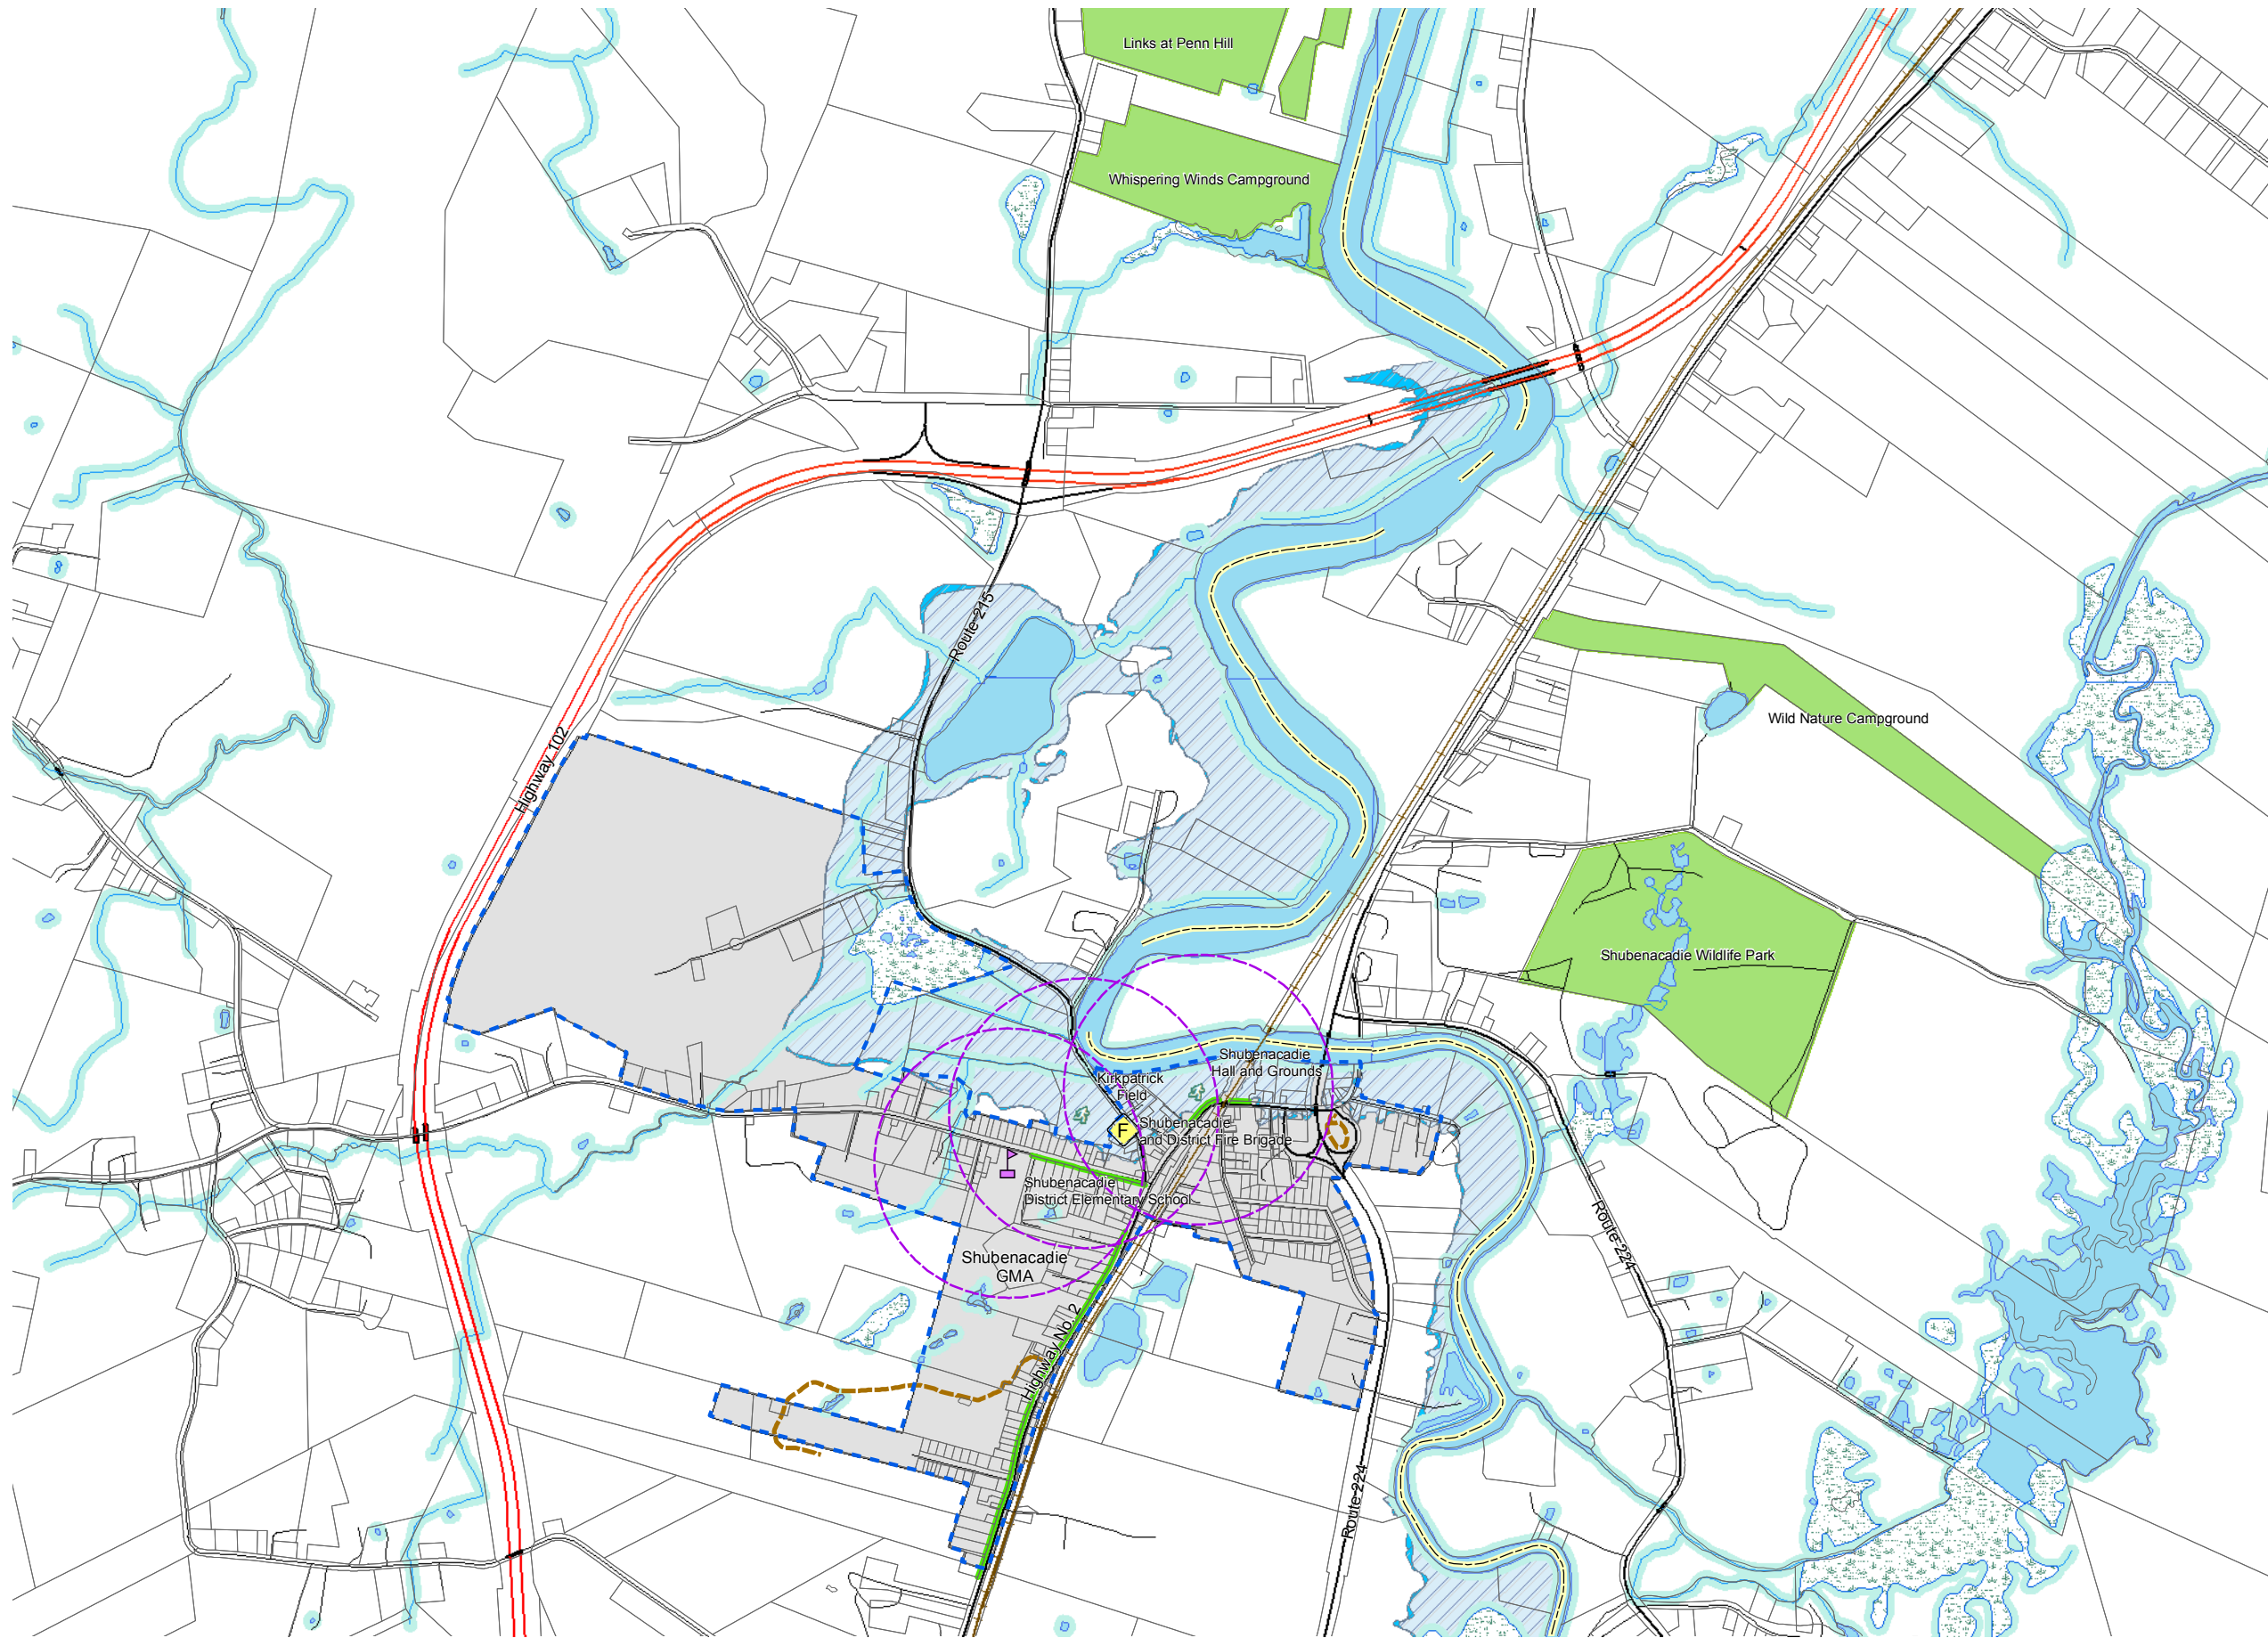 Links at Penn Hill
Whispering Winds Campground
Route 215
Wild Nature Campground
Highway 102
Shubenacadie Wildlife Park
Shubenacadie
Hall and Grounds
Kirkpatrick
Field
F
Shubenacadie
and District Fire Brigade
Shubenacadie
District Elementary School
Route 224
Shubenacadie
GMA
Highway No. 2
Route 224